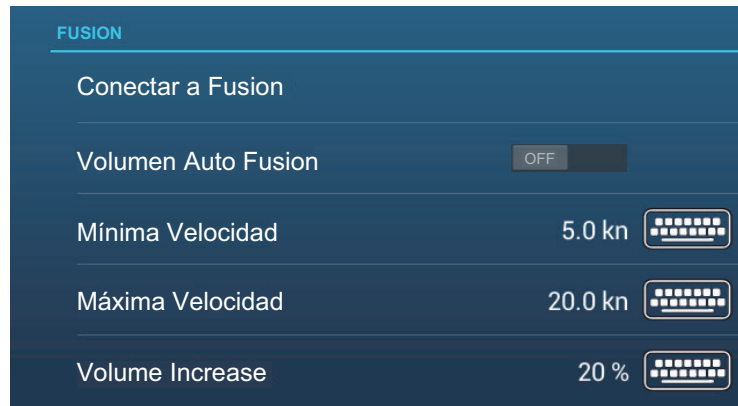 FUSION
Conectar a Fusion
Volumen Auto Fusion OFF
Mínima Velocidad 5.0 kn
Máxima Velocidad 20.0 kn
Volume Increase 20 %